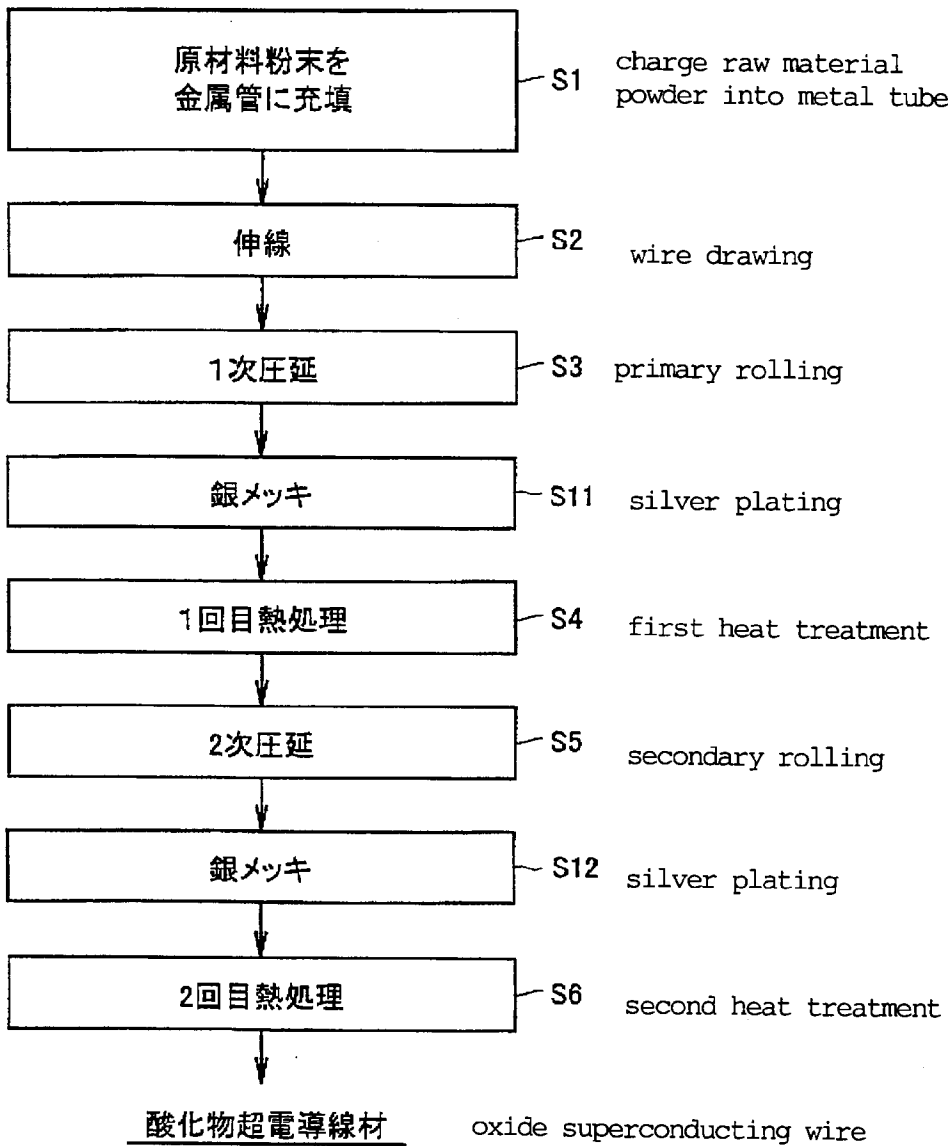 原材料粉末を
金属管に充填
S1
charge raw material
powder into metal tube
伸線
S2
wire drawing
1次圧延
S3
primary rolling
銀メッキ
S11
silver plating
1回目熱処理
S4
first heat treatment
2次圧延
S5
secondary rolling
銀メッキ
S12
silver plating
2回目熱処理
S6
second heat treatment
酸化物超電導線材
oxide superconducting wire